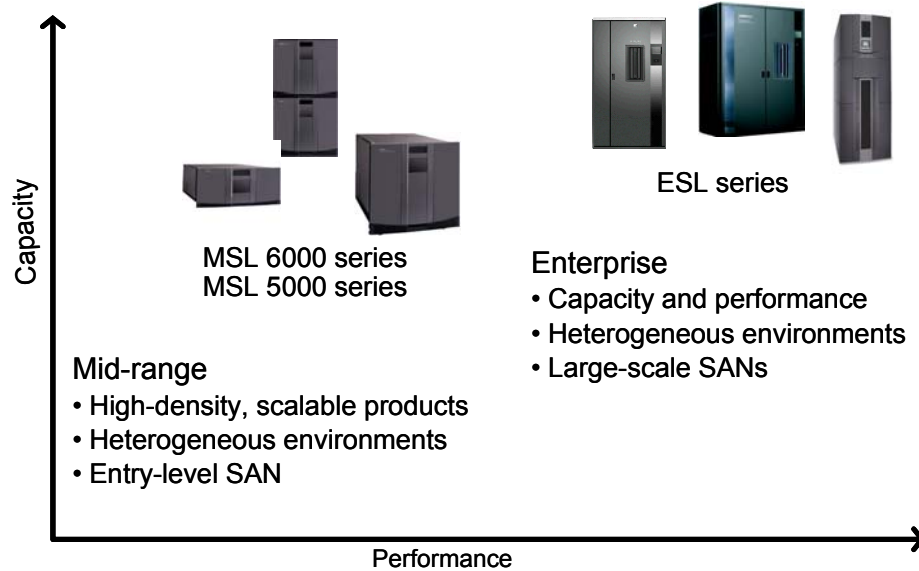 Capacity
MSL 6000 series
MSL 5000 series
Mid-range
• High-density, scalable products
• Heterogeneous environments
• Entry-level SAN
ESL series
Enterprise
• Capacity and performance
• Heterogeneous environments
• Large-scale SANs
Performance